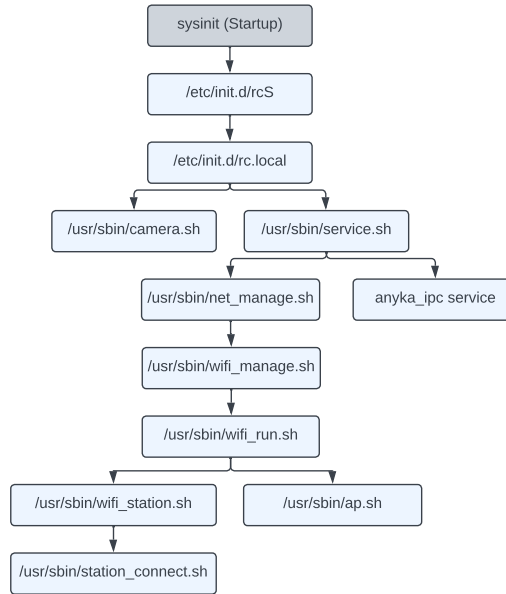 sysinit (Startup)
/etc/init.d/rcS
/etc/init.d/rc.local
/usr/sbin/camera.sh
/usr/sbin/service.sh
/usr/sbin/net_manage.sh
anyka_ipc service
/usr/sbin/wifi_manage.sh
/usr/sbin/wifi_run.sh
/usr/sbin/wifi_station.sh
/usr/sbin/ap.sh
/usr/sbin/station_connect.sh